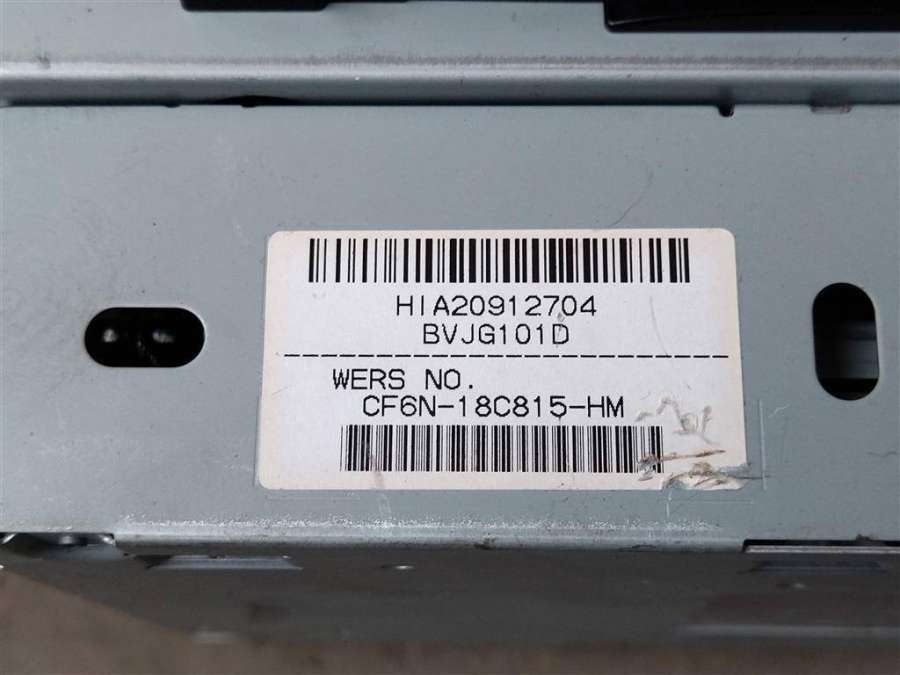 HIA20912704
BVJG101D
WERS NO.
CF6N-18C815-HM